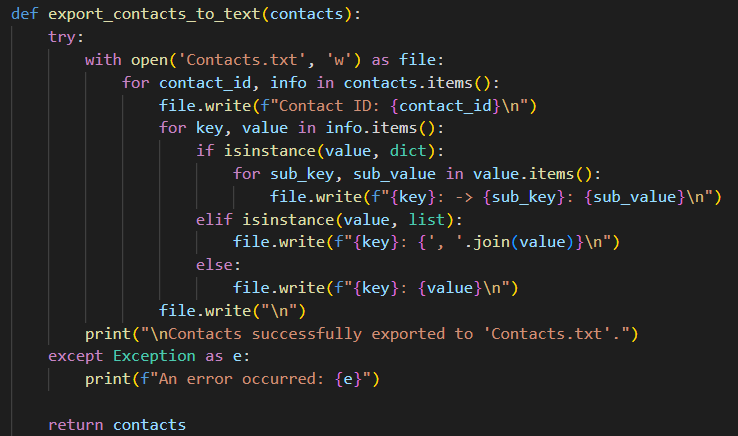 def export_contacts_to_text(contacts):
    try:
        with open('Contacts.txt', 'w') as file:
            for contact_id, info in contacts.items():
                file.write(f"Contact ID: {contact_id}\n")
                for key, value in info.items():
                    if isinstance(value, dict):
                        for sub_key, sub_value in value.items():
                            file.write(f"{key}: -> {sub_key}: {sub_value}\n")
                    elif isinstance(value, list):
                        file.write(f"{key}: {', '.join(value)}\n")
                    else:
                        file.write(f"{key}: {value}\n")
                file.write("\n")
        print("\nContacts successfully exported to 'Contacts.txt'.")
    except Exception as e:
        print(f"An error occurred: {e}")

    return contacts